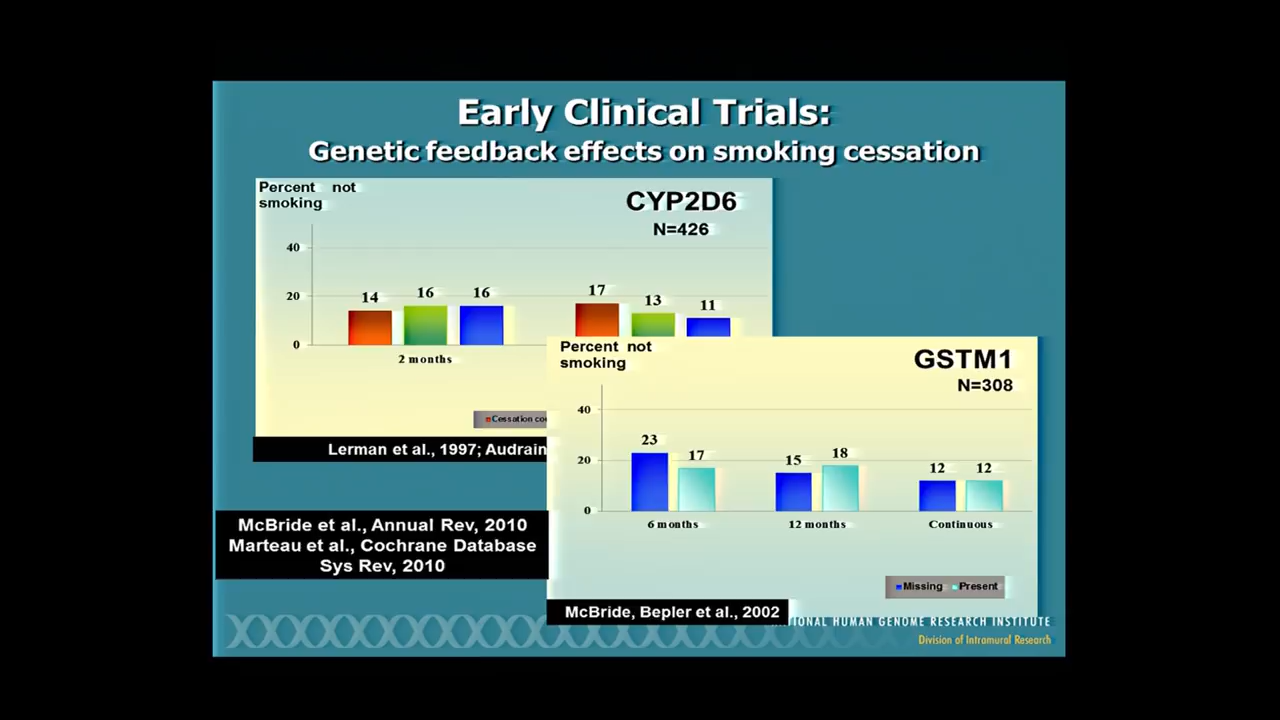 Early Clinical Trials:
Genetic feedback effects on smoking cessation
Percent not
smoking
CYP2D6
N=426
40
20
0
14
16
16
17
13
11
2 months
Cessation
Lerman et al., 1997; Audrain
Percent not
smoking
GSTM1
N=308
40
20
0
23
17
15
18
12
12
6 months
12 months
Continuous
Missing
Present
McBride et al., Annual Rev, 2010
Marteau et al., Cochrane Database
Sys Rev, 2010
McBride, Bepler et al., 2002
HUMAN GENOME RESEARCH INSTITUTE
Division of Intramural Research